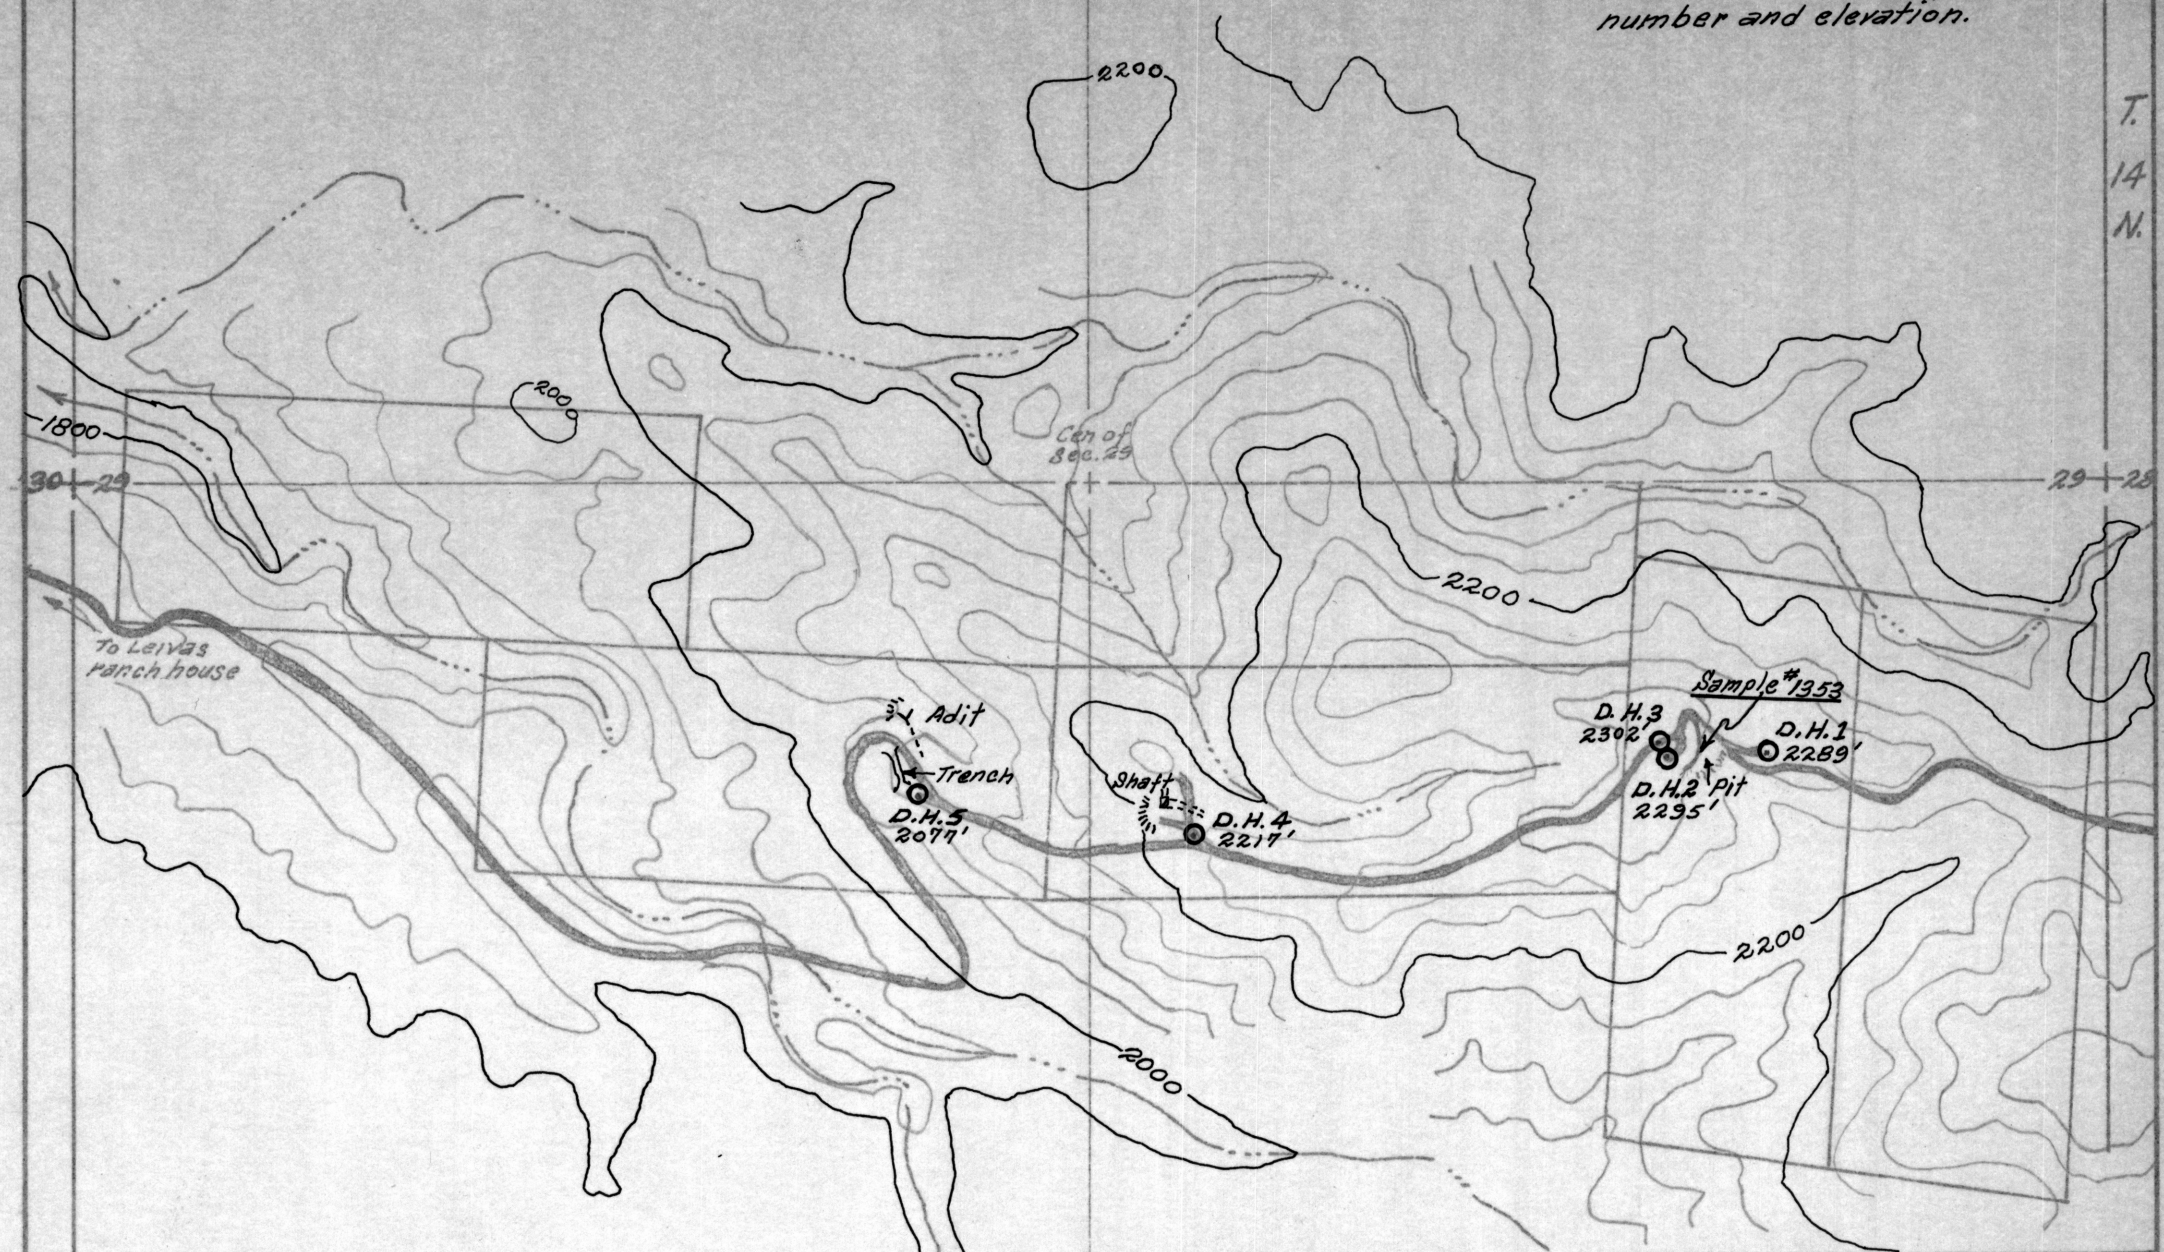 number and elevation.
2200
T.
14
N.
2000
1800
Cen of
Sec. 29
30
29
29
28
2200
To Leivas
ranch house
Sample #1353
Adit
D.H.3
2302'
D.H.1
2289'
Trench
Shaft
D.H.2
2295'
Pit
D.H.5
2077'
D.H.4
2217'
2200
2000